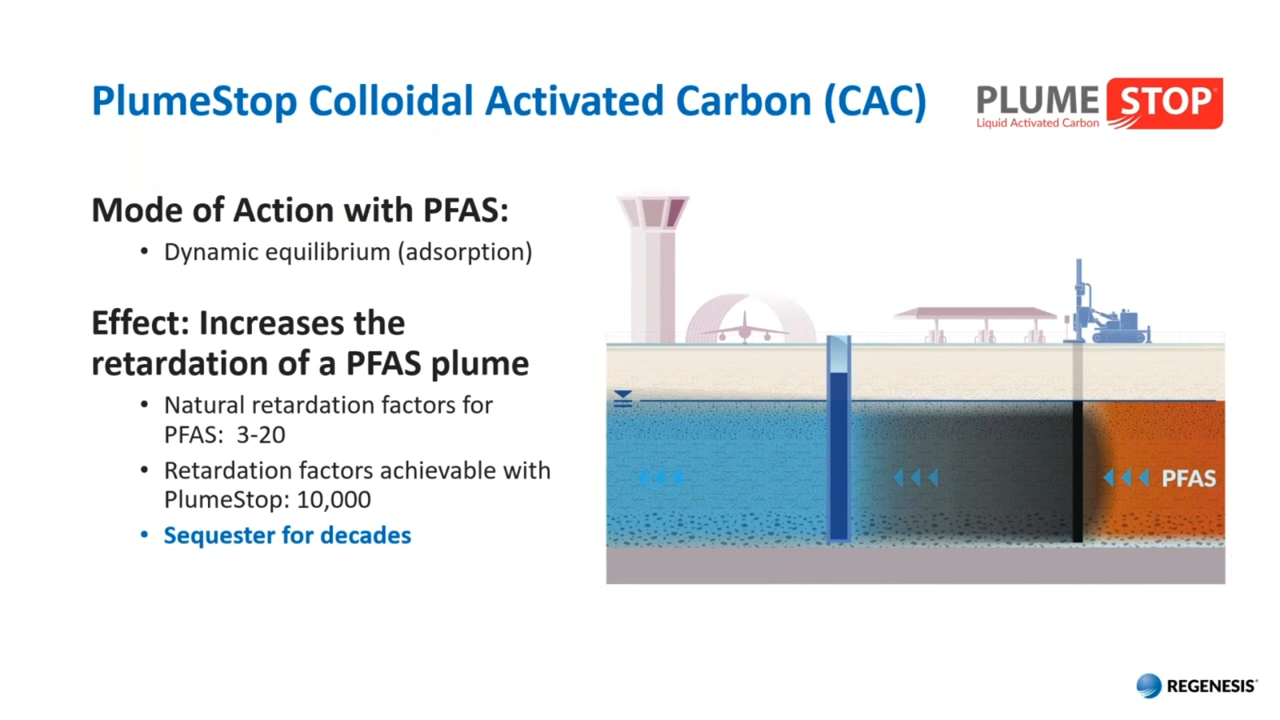 PlumeStop Colloidal Activated Carbon (CAC)
PLUME STOP®
Liquid Activated Carbon
Mode of Action with PFAS:
• Dynamic equilibrium (adsorption)
Effect: Increases the
retardation of a PFAS plume
• Natural retardation factors for
PFAS: 3-20
• Retardation factors achievable with
PlumeStop: 10,000
• Sequester for decades
PFAS
REGENESIS®